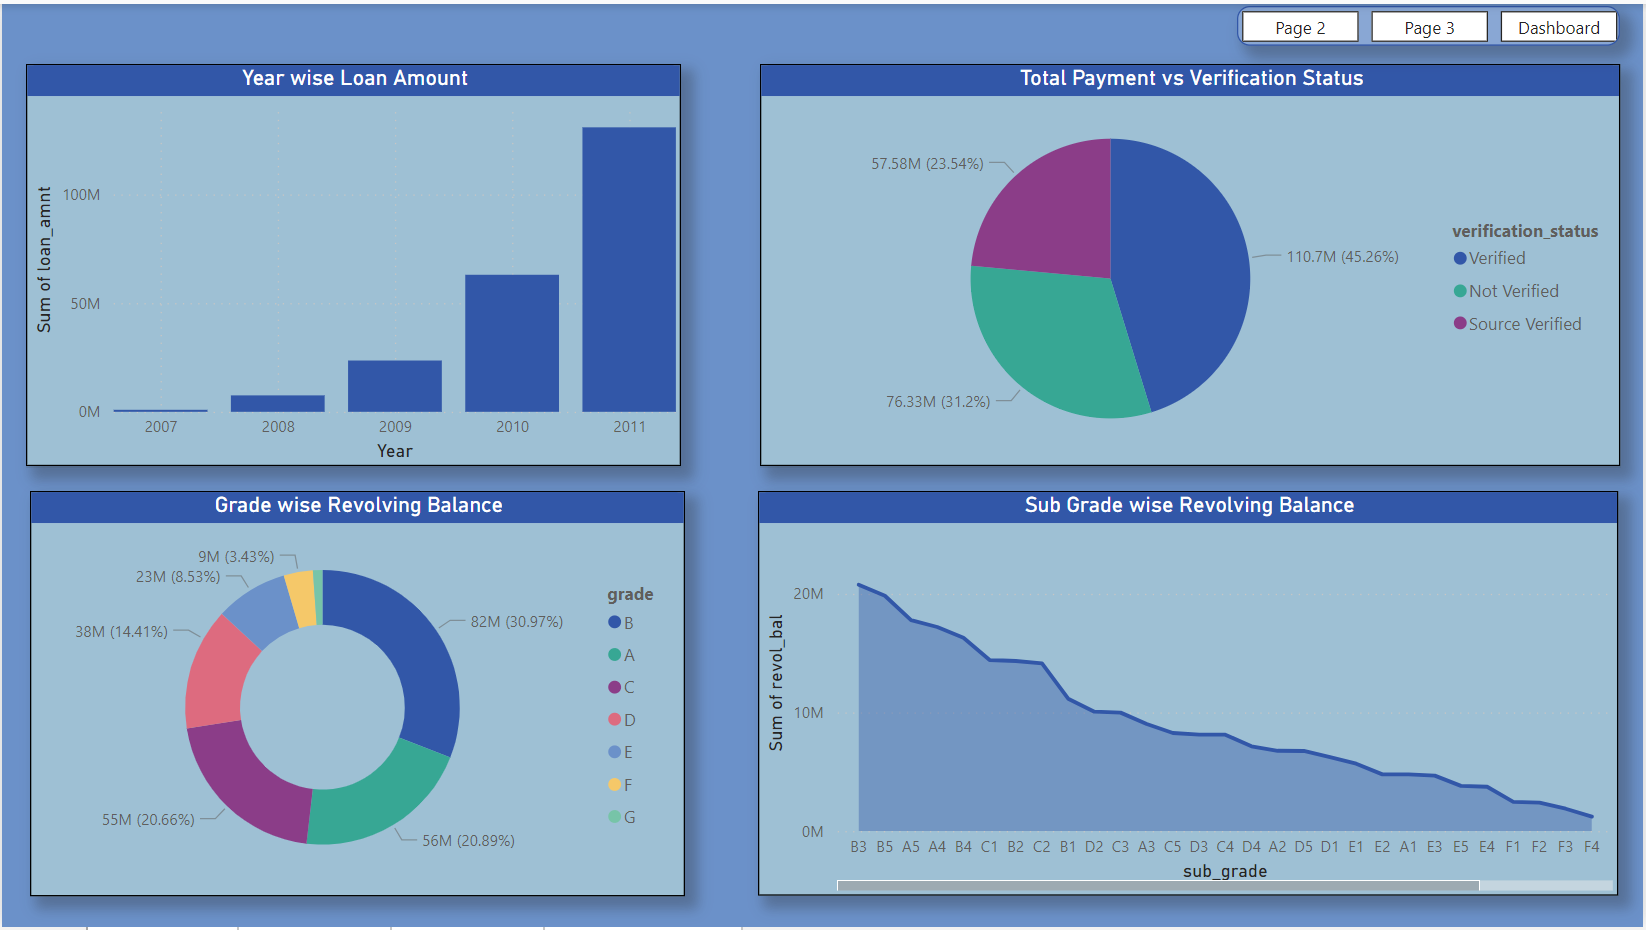 Page 2
Page 3
Dashboard
Year wise Loan Amount
Sum of loan_amnt
100M
50M
0M
2007 2008 2009 2010 2011
Year
Total Payment vs Verification Status
57.58M (23.54%)
110.7M (45.26%)
76.33M (31.2%)
verification_status
Verified
Not Verified
Source Verified
Grade wise Revolving Balance
9M (3.43%)
23M (8.53%)
38M (14.41%)
82M (30.97%)
55M (20.66%)
56M (20.89%)
grade
B
A
C
D
E
F
G
Sub Grade wise Revolving Balance
Sum of revol_bal
20M
10M
0M
B3 B5 A5 A4 B4 C1 B2 C2 B1 D2 C3 A3 C5 D3 C4 D4 A2 D5 D1 E1 E2 A1 E3 E5 E4 F1 F2 F3 F4
sub_grade